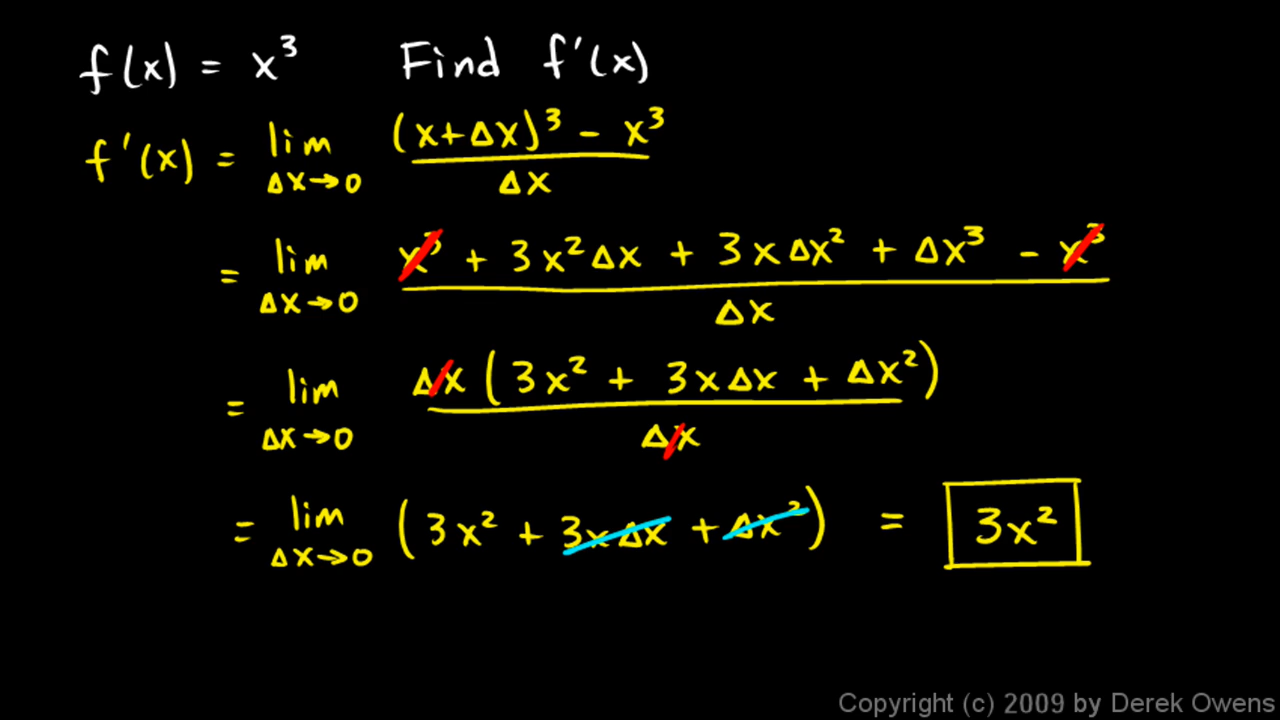 f(x) = x³ Find f'(x)
f'(x) = lim Δx→0 (x+Δx)³ - x³ / Δx
= lim Δx→0 x³ + 3x²Δx + 3xΔx² + Δx³ - x³ / Δx
= lim Δx→0 Δx (3x² + 3xΔx + Δx²) / Δx
= lim Δx→0 (3x² + 3xΔx + Δx²) = 3x²
Copyright (c) 2009 by Derek Owens